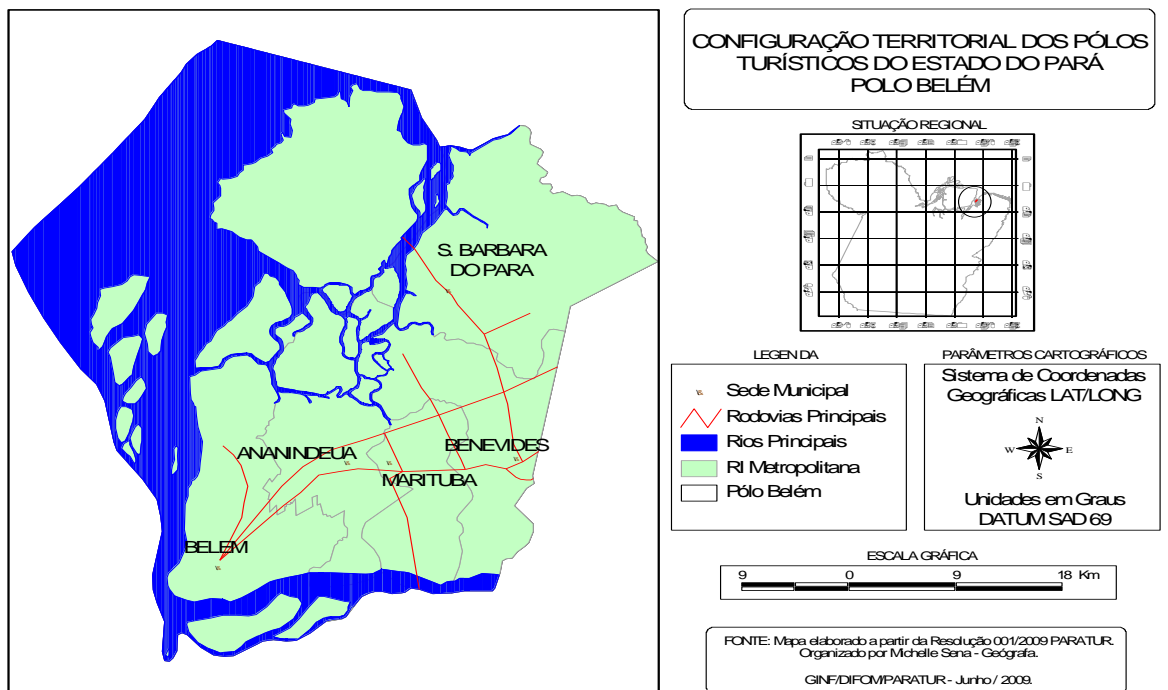 CONFIGURAÇÃO TERRITORIAL DOS PÓLOS
TURÍSTICOS DO ESTADO DO PARÁ
POLO BELÉM
SITUAÇÃO REGIONAL
S. BARBARA
DO PARA
ANANINDEUA
BENEVIDES
MARITUBA
BELEM
LEGENDA
Sede Municipal
Rodovias Principais
Rios Principais
RI Metropolitana
Pólo Belém
PARÂMETROS CARTOGRÁFICOS
Sistema de Coordenadas
Geográficas LAT/LONG
N
W E
S
Unidades em Graus
DATUM SAD 69
ESCALA GRÁFICA
9 0 9 18 Km
FONTE: Mapa elaborado a partir da Resolução 001/2009 PARATUR.
Organizado por Michelle Sena - Geógrafa.
GINF/DIFOM/PARATUR - Junho / 2009.